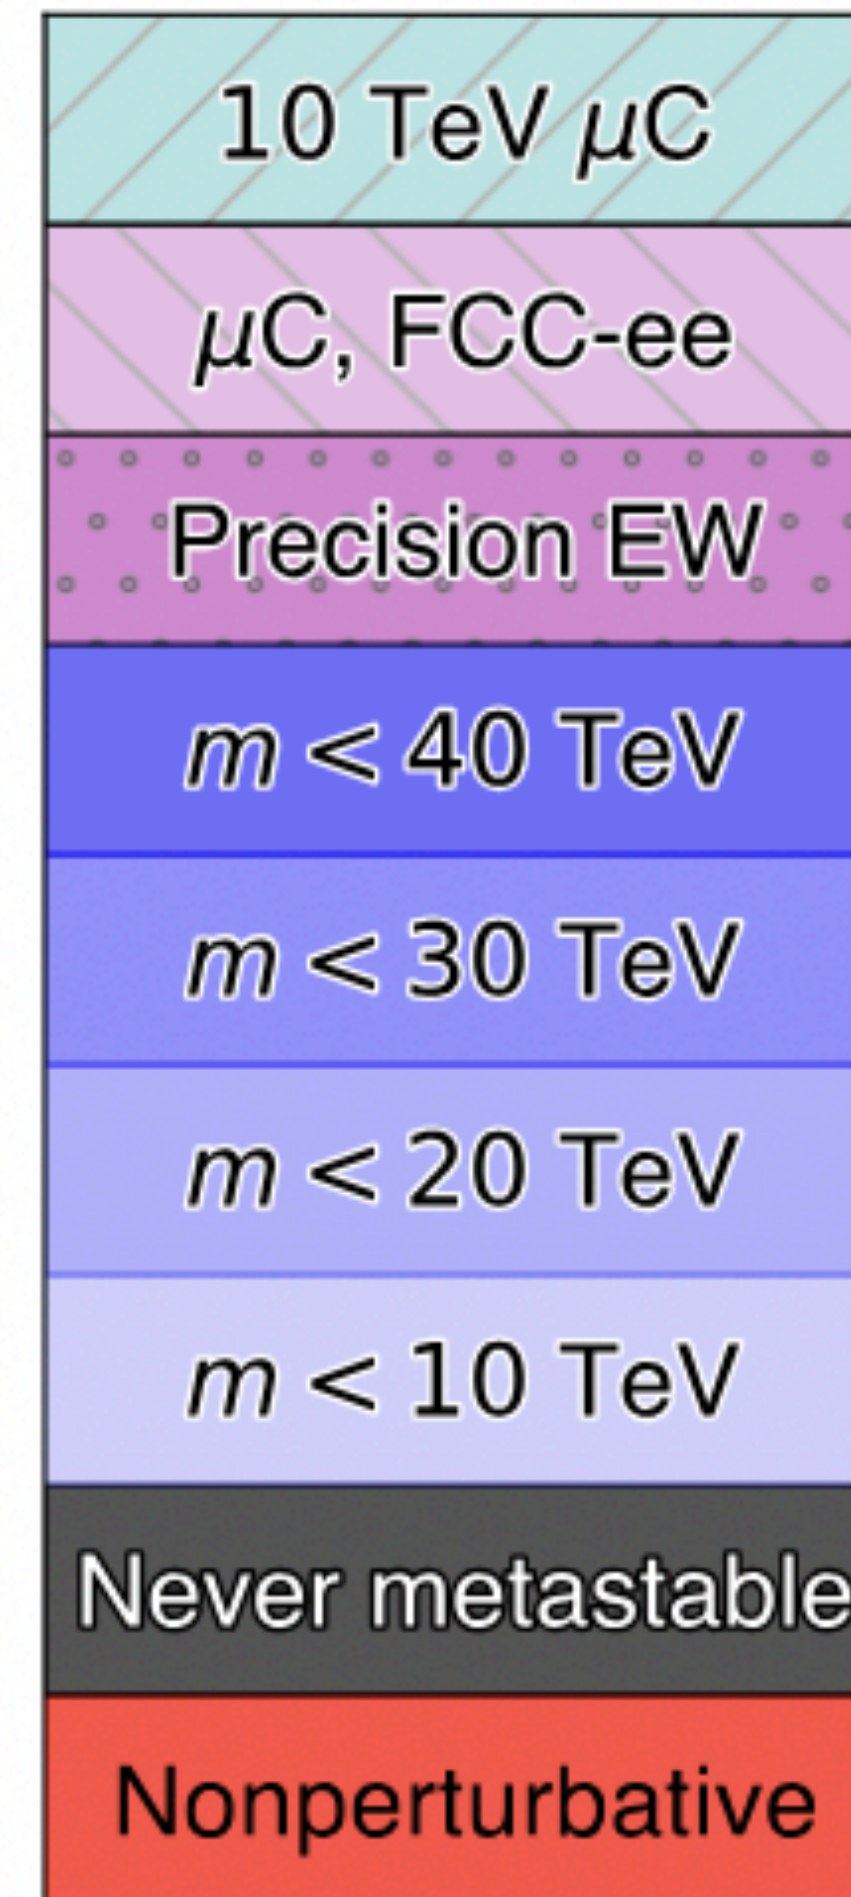 10 TeV μC
μC, FCC-ee
Precision EW
m < 40 TeV
m < 30 TeV
m < 20 TeV
m < 10 TeV
Never metastable
Nonperturbative